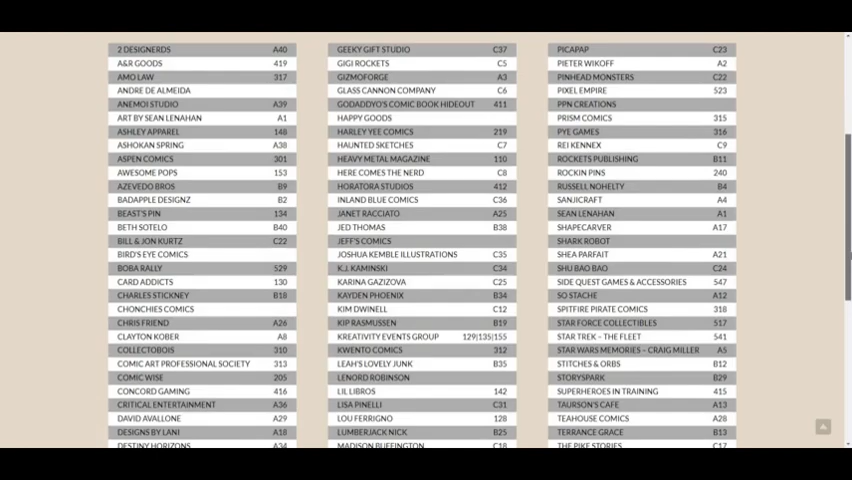 2 DESIGNERDS A40
A&R GOODS 419
AMO LAW 317
ANDRE DE ALMEIDA
ANEMOI STUDIO A39
ART BY SEAN LENAHAN A1
ASHLEY APPAREL 148
ASHOKAN SPRING A38
ASPEN COMICS 301
AWESOME POPS 153
AZEVEDO BROS B9
BADAPPLE DESIGNZ B2
BEAST'S PIN 134
BETH SOTELO B40
BILL & JON KURTZ C22
BIRD'S EYE COMICS
BOBA RALLY 529
CARD ADDICTS 130
CHARLES STICKNEY B18
CHONCHIES COMICS
CHRIS FRIEND A26
CLAYTON KOBER A8
COLLECTOBOIS 310
COMIC ART PROFESSIONAL SOCIETY 313
COMIC WISE 205
CONCORD GAMING 416
CRITICAL ENTERTAINMENT A36
DAVID AVALLONE A29
DESIGNS BY LANI A18
DESTINY HORIZONS A34
GEEKY GIFT STUDIO C37
GIGI ROCKETS C5
GIZMOFORGE A3
GLASS CANNON COMPANY C6
GODADDYO'S COMIC BOOK HIDEOUT 411
HAPPY GOODS
HARLEY YEE COMICS 219
HAUNTED SKETCHES C7
HEAVY METAL MAGAZINE 110
HERE COMES THE NERD C8
HORATORA STUDIOS 412
INLAND BLUE COMICS C36
JANET RACCIATO A25
JED THOMAS B38
JEFF'S COMICS
JOSHUA KEMBLE ILLUSTRATIONS C35
K.J. KAMINSKI C34
KARINA GAZIZOVA C25
KAYDEN PHOENIX B34
KIM DWINELL C12
KIP RASMUSSEN B19
KREATIVITY EVENTS GROUP 129|135|155
KWENTO COMICS 312
LEAH'S LOVELY JUNK B35
LENORD ROBINSON
LIL LIBROS 142
LISA PINELLI C31
LOU FERRIGNO 128
LUMBERJACK NICK B25
MADISON BUFFINGTON C18
PICAPAP C23
PIETER WIKOFF A2
PINHEAD MONSTERS C22
PIXEL EMPIRE 523
PPN CREATIONS
PRISM COMICS 315
PYE GAMES 316
REI KENNEX C9
ROCKETS PUBLISHING B11
ROCKIN PINS 240
RUSSELL NOHELTY B4
SANJICRAFT A4
SEAN LENAHAN A1
SHAPECARVER A17
SHARK ROBOT
SHEA PARFAIT A21
SHU BAO BAO C24
SIDE QUEST GAMES & ACCESSORIES 547
SO STACHE A12
SPITFIRE PIRATE COMICS 318
STAR FORCE COLLECTIBLES 517
STAR TREK – THE FLEET 541
STAR WARS MEMORIES – CRAIG MILLER A5
STITCHES & ORBS B12
STORYSPARK B29
SUPERHEROES IN TRAINING 415
TAURSON'S CAFE A13
TEAHOUSE COMICS A28
TERRANCE GRACE B13
THE PIKE STORIES C17